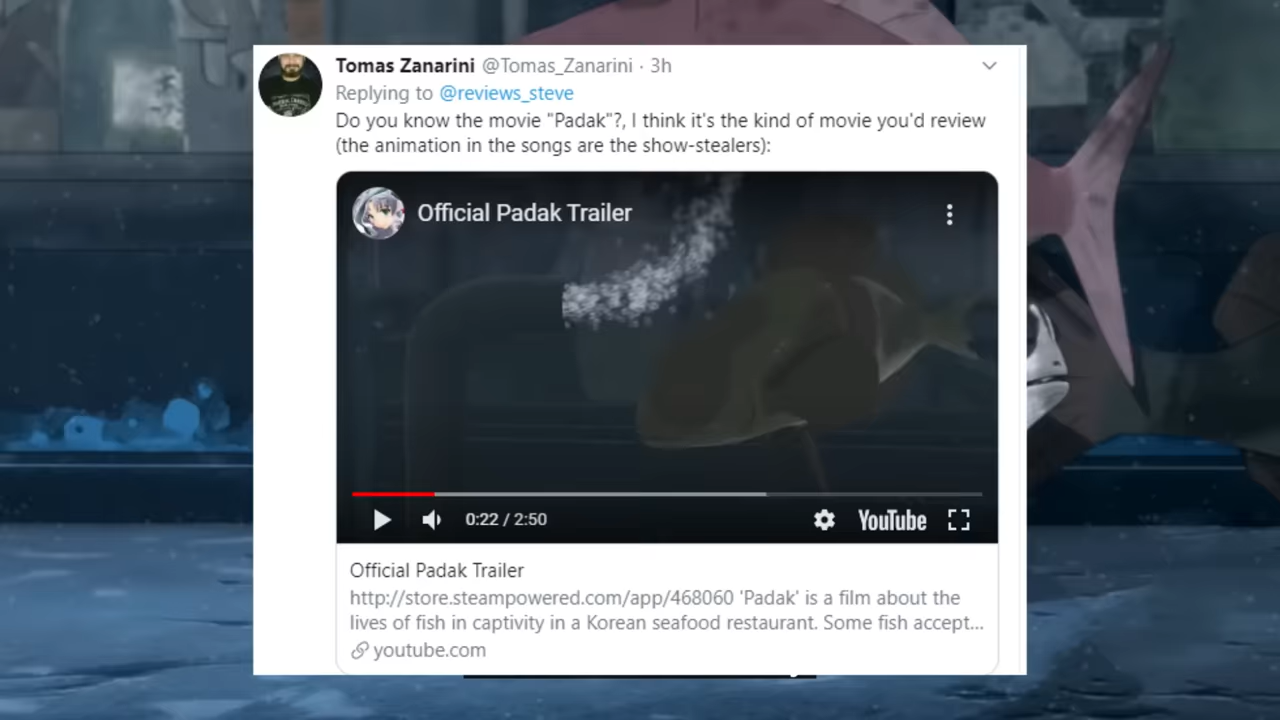 Tomas Zanarini @Tomas_Zanarini · 3h
Replying to @reviews_steve
Do you know the movie "Padak"?, I think it's the kind of movie you'd review
(the animation in the songs are the show-stealers):
Official Padak Trailer
0:22 / 2:50
YouTube
Official Padak Trailer
http://store.steampowered.com/app/468060 'Padak' is a film about the
lives of fish in captivity in a Korean seafood restaurant. Some fish accept...
youtube.com